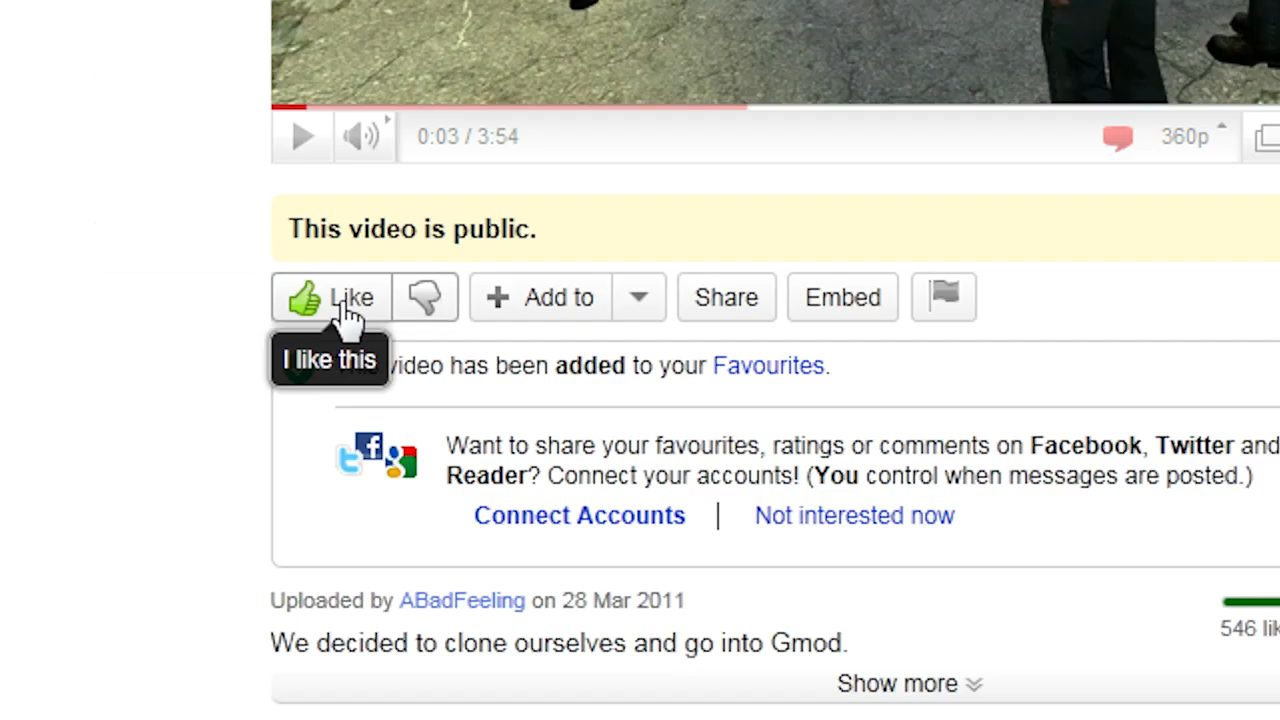 0:03 / 3:54
360p
This video is public.
Like
Add to
Share
Embed
I like this
video has been added to your Favourites.
Want to share your favourites, ratings or comments on Facebook, Twitter and
Reader? Connect your accounts! (You control when messages are posted.)
Connect Accounts | Not interested now
Uploaded by ABadFeeling on 28 Mar 2011
546
We decided to clone ourselves and go into Gmod.
Show more